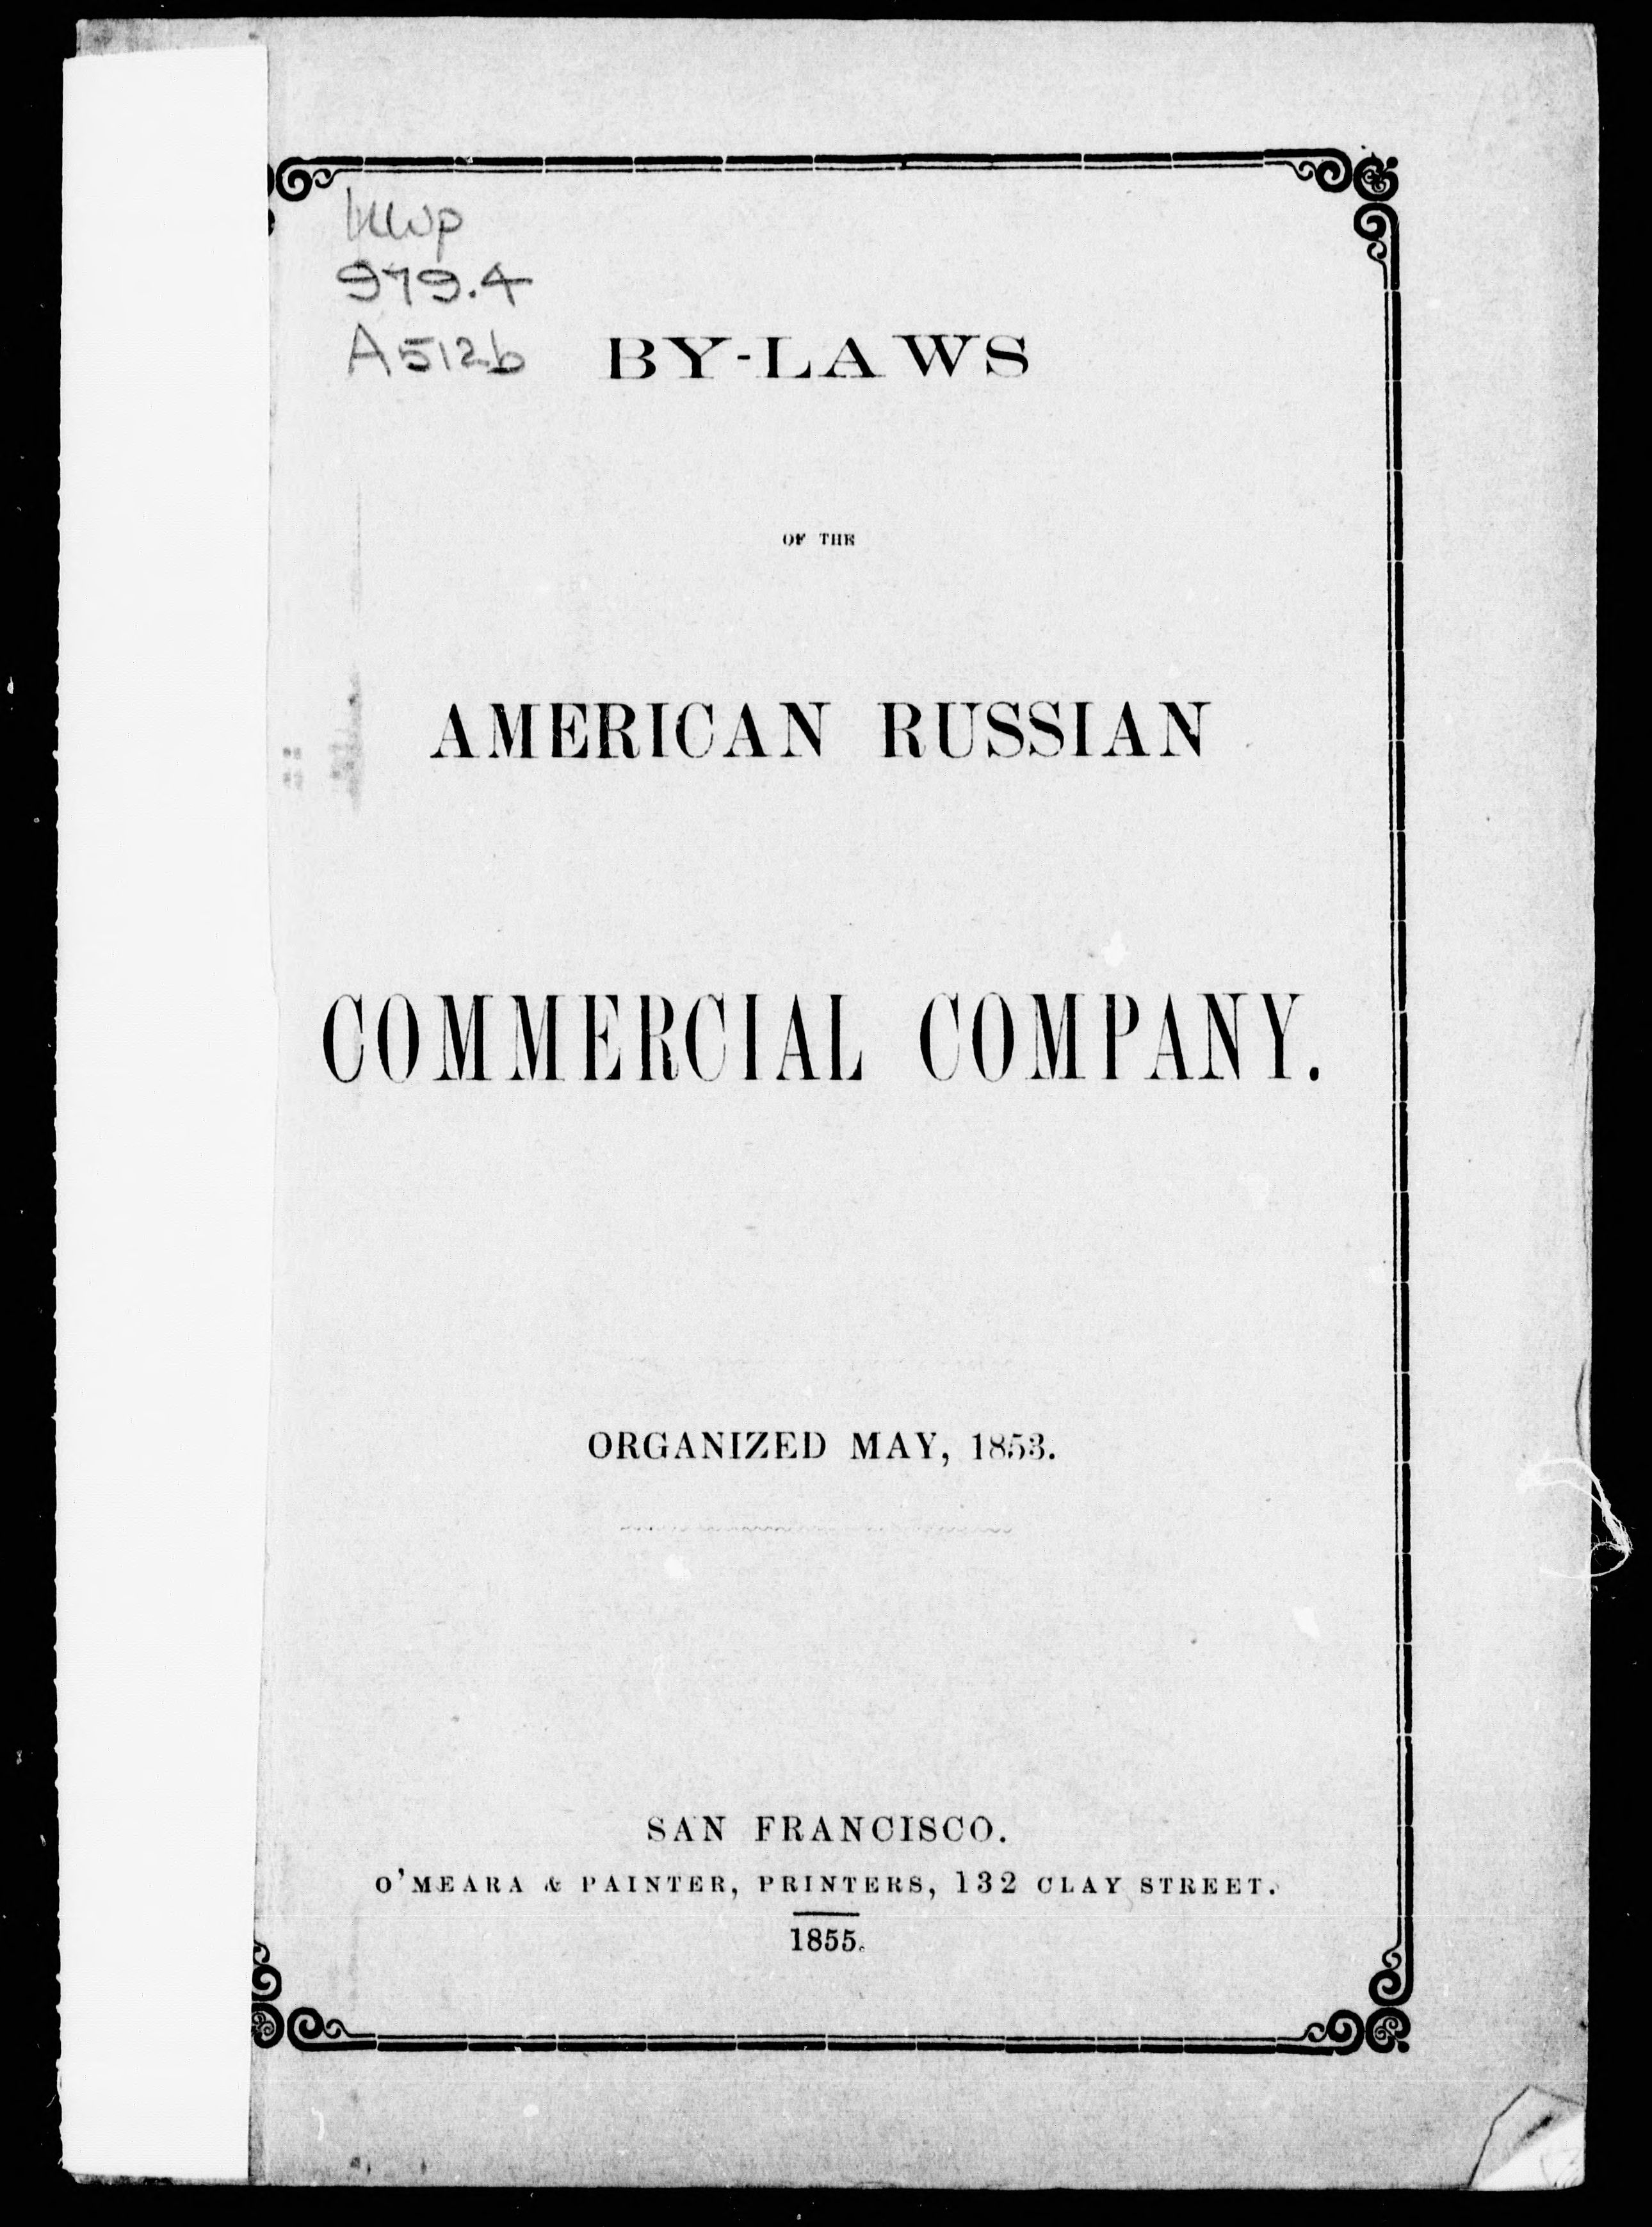 NWp
979.4
A512b
BY-LAWS
OF THE
AMERICAN RUSSIAN
COMMERCIAL COMPANY.
ORGANIZED MAY, 1853.
SAN FRANCISCO.
O'MEARA & PAINTER, PRINTERS, 132 CLAY STREET.
1855.